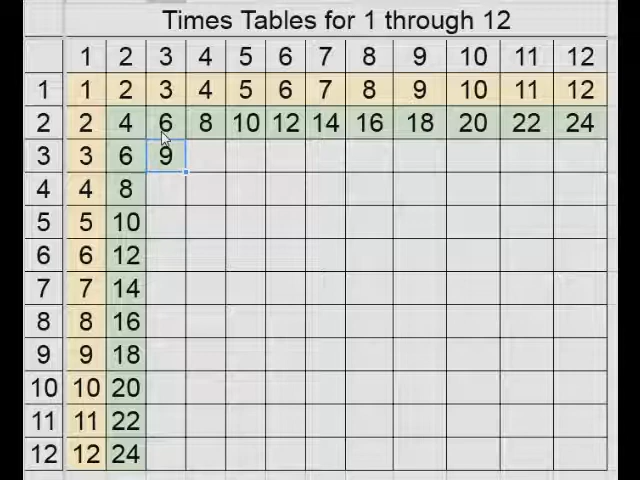 Times Tables for 1 through 12
1 2 3 4 5 6 7 8 9 10 11 12
1 1 2 3 4 5 6 7 8 9 10 11 12
2 2 4 6 8 10 12 14 16 18 20 22 24
3 3 6 9
4 4 8
5 5 10
6 6 12
7 7 14
8 8 16
9 9 18
10 10 20
11 11 22
12 12 24